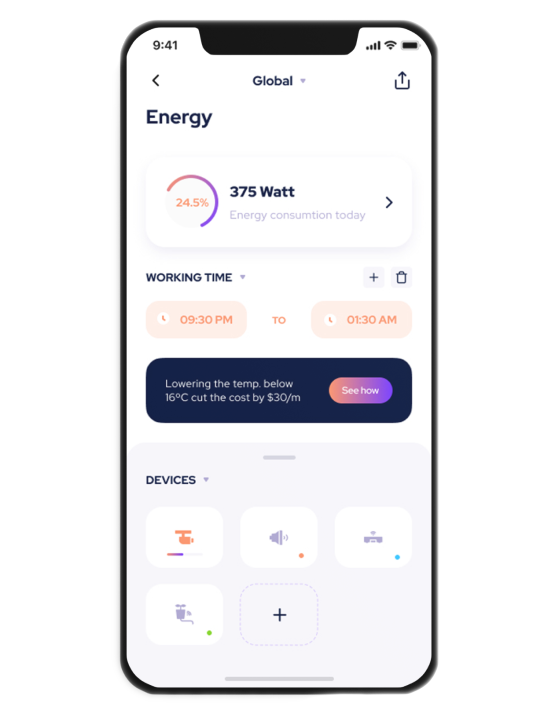 9:41
Global
Energy
24.5%
375 Watt
Energy consumtion today
WORKING TIME
09:30 PM TO 01:30 AM
Lowering the temp. below
16ºC cut the cost by $30/m
See how
DEVICES